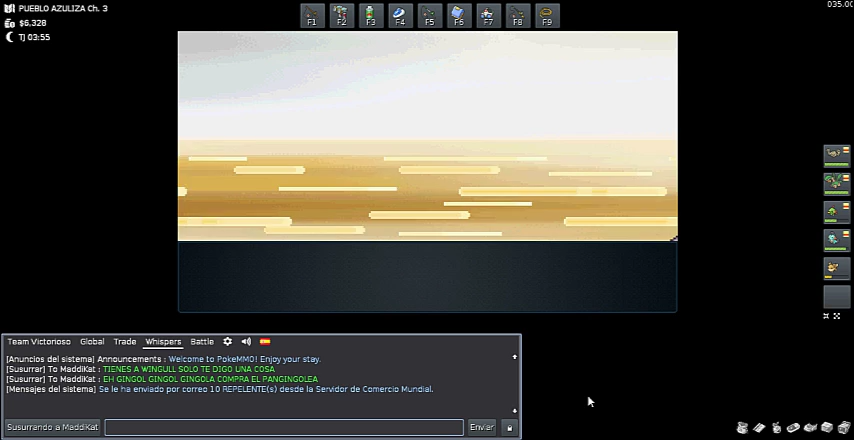 PUEBLO AZULIZA Ch. 3
$6,328
TJ 03:55
F1 F2 F3 F4 F5 F6 F7 F8 F9
035.00
Team Victorioso Global Trade Whispers Battle
[Anuncios del sistema] Announcements : Welcome to PokeMMO! Enjoy your stay.
[Susurrar] To MaddiKat : TIENES A WINGULL SOLO TE DIGO UNA COSA
[Susurrar] To MaddiKat : EH GINGOL GINGOL GINGOLA COMPRA EL PANGINGOLEA
[Mensajes del sistema] Se le ha enviado por correo 10 REPELENTE(s) desde la Servidor de Comercio Mundial.
Susurrando a MaddiKat Enviar